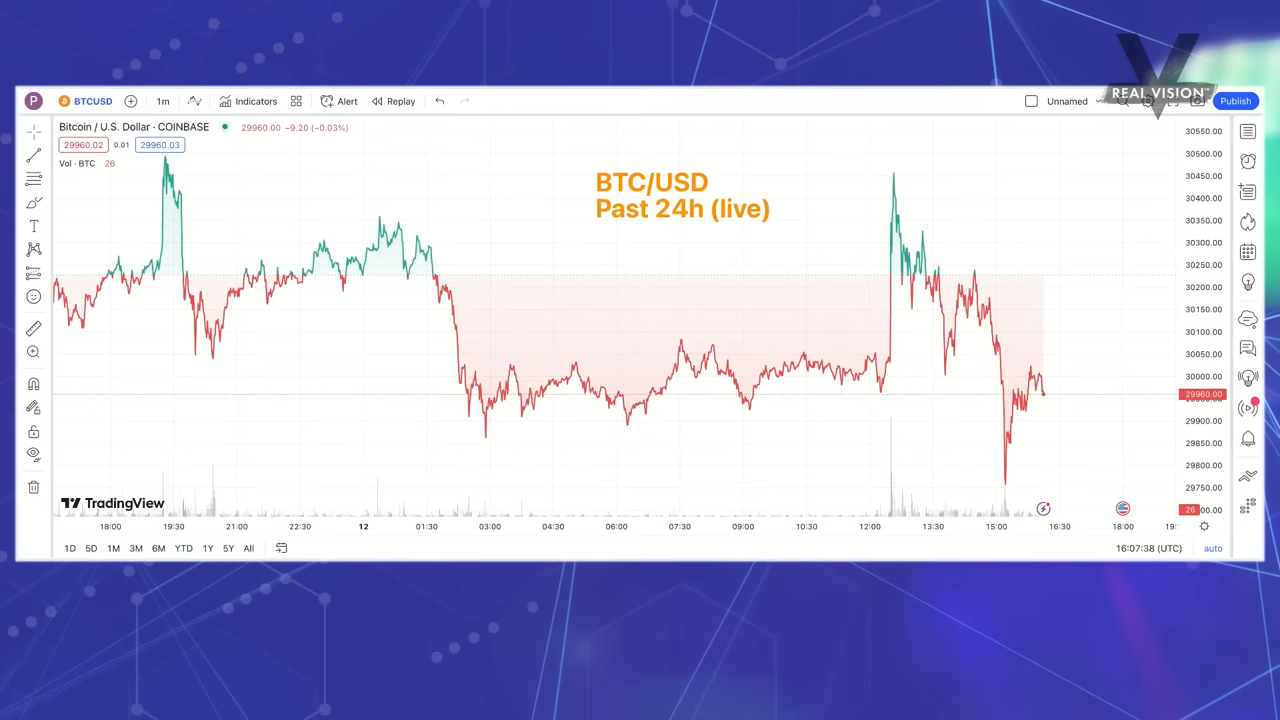 REAL VISION
P
BTCUSD
1m
Indicators
Alert
Replay
Unnamed
Publish
Bitcoin / U.S. Dollar · COINBASE
29960.00 −9.20 (−0.03%)
29960.02
0.01
29960.03
Vol · BTC 26
BTC/USD
Past 24h (live)
30550.00
30500.00
30450.00
30400.00
30350.00
30300.00
30250.00
30200.00
30150.00
30100.00
30050.00
30000.00
29960.00
29900.00
29850.00
29800.00
29750.00
26
00.00
TradingView
18:00
19:30
21:00
22:30
12
01:30
03:00
04:30
06:00
07:30
09:00
10:30
12:00
13:30
15:00
16:30
18:00
1D 5D 1M 3M 6M YTD 1Y 5Y All
16:07:38 (UTC)
auto